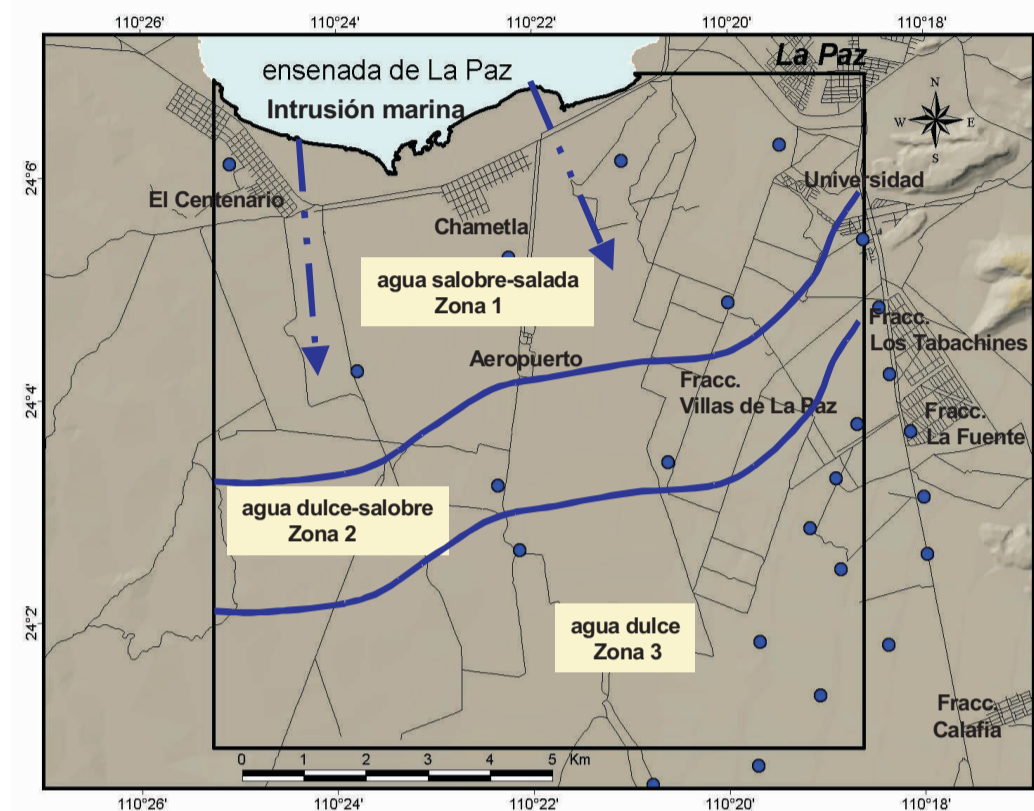 110°26'
110°24'
110°22'
110°20'
110°18'
La Paz
ensenada de La Paz
Intrusión marina
N
W
E
S
24°6'
El Centenario
Universidad
Chametla
agua salobre-salada
Zona 1
Fracc.
Los Tabachines
Aeropuerto
24°4'
Fracc.
Villas de La Paz
Fracc.
La Fuente
agua dulce-salobre
Zona 2
24°2'
agua dulce
Zona 3
Fracc.
Calafia
0
1
2
3
4
5
Km
110°26'
110°24'
110°22'
110°20'
110°18'